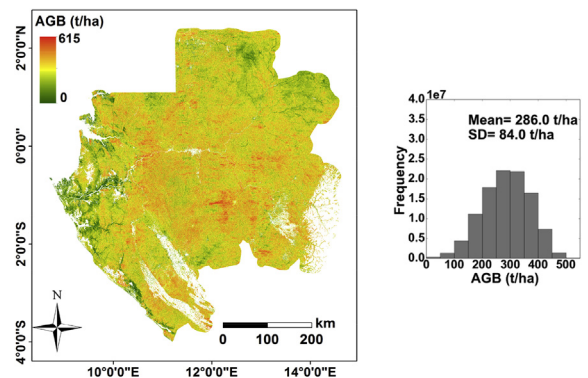 AGB (t/ha)
615
0
2°0'0"N
0°0'0"
2°0'0"S
4°0'0"S
N
km
0 100 200
10°0'0"E 12°0'0"E 14°0'0"E
1e7
4.0
3.5
3.0
2.5
2.0
1.5
1.0
0.5
0.0
Mean= 286.0 t/ha
SD= 84.0 t/ha
Frequency
0 100 200 300 400 500
AGB (t/ha)